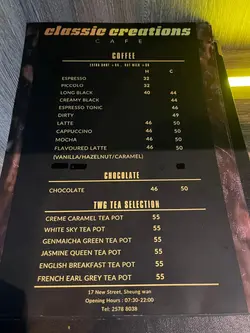 classic creations
CAFE
COFFEE
EXTRA SHOT + $6 , OAT MILK + $6
H C
ESPRESSO 32
PICCOLO 32
LONG BLACK 40 44
CREAMY BLACK 44
ESPRESSO TONIC 46
DIRTY 49
LATTE 46 50
CAPPUCCINO 46 50
MOCHA 46 50
FLAVOURED LATTE 46 50
(VANILLA/HAZELNUT/CARAMEL)
CHOCOLATE
CHOCOLATE 46 50
TWG TEA SELECTION
CREME CARAMEL TEA POT 55
WHITE SKY TEA POT 55
GENMAICHA GREEN TEA POT 55
JASMINE QUEEN TEA POT 55
ENGLISH BREAKFAST TEA POT 55
FRENCH EARL GREY TEA POT 55
17 New Street, Sheung wan
Opening Hours : 07:30-22:00
Tel: 2578 8038